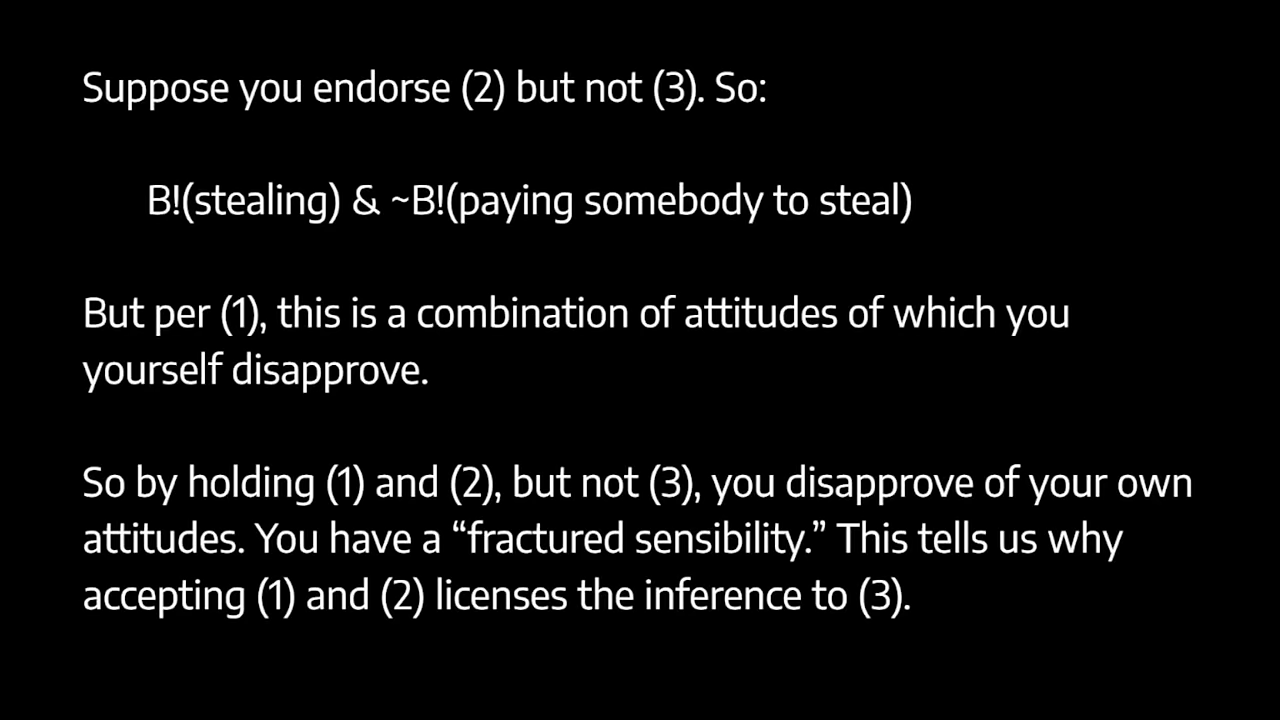 Suppose you endorse (2) but not (3). So:
B!(stealing) & ~B!(paying somebody to steal)
But per (1), this is a combination of attitudes of which you
yourself disapprove.
So by holding (1) and (2), but not (3), you disapprove of your own
attitudes. You have a “fractured sensibility.” This tells us why
accepting (1) and (2) licenses the inference to (3).